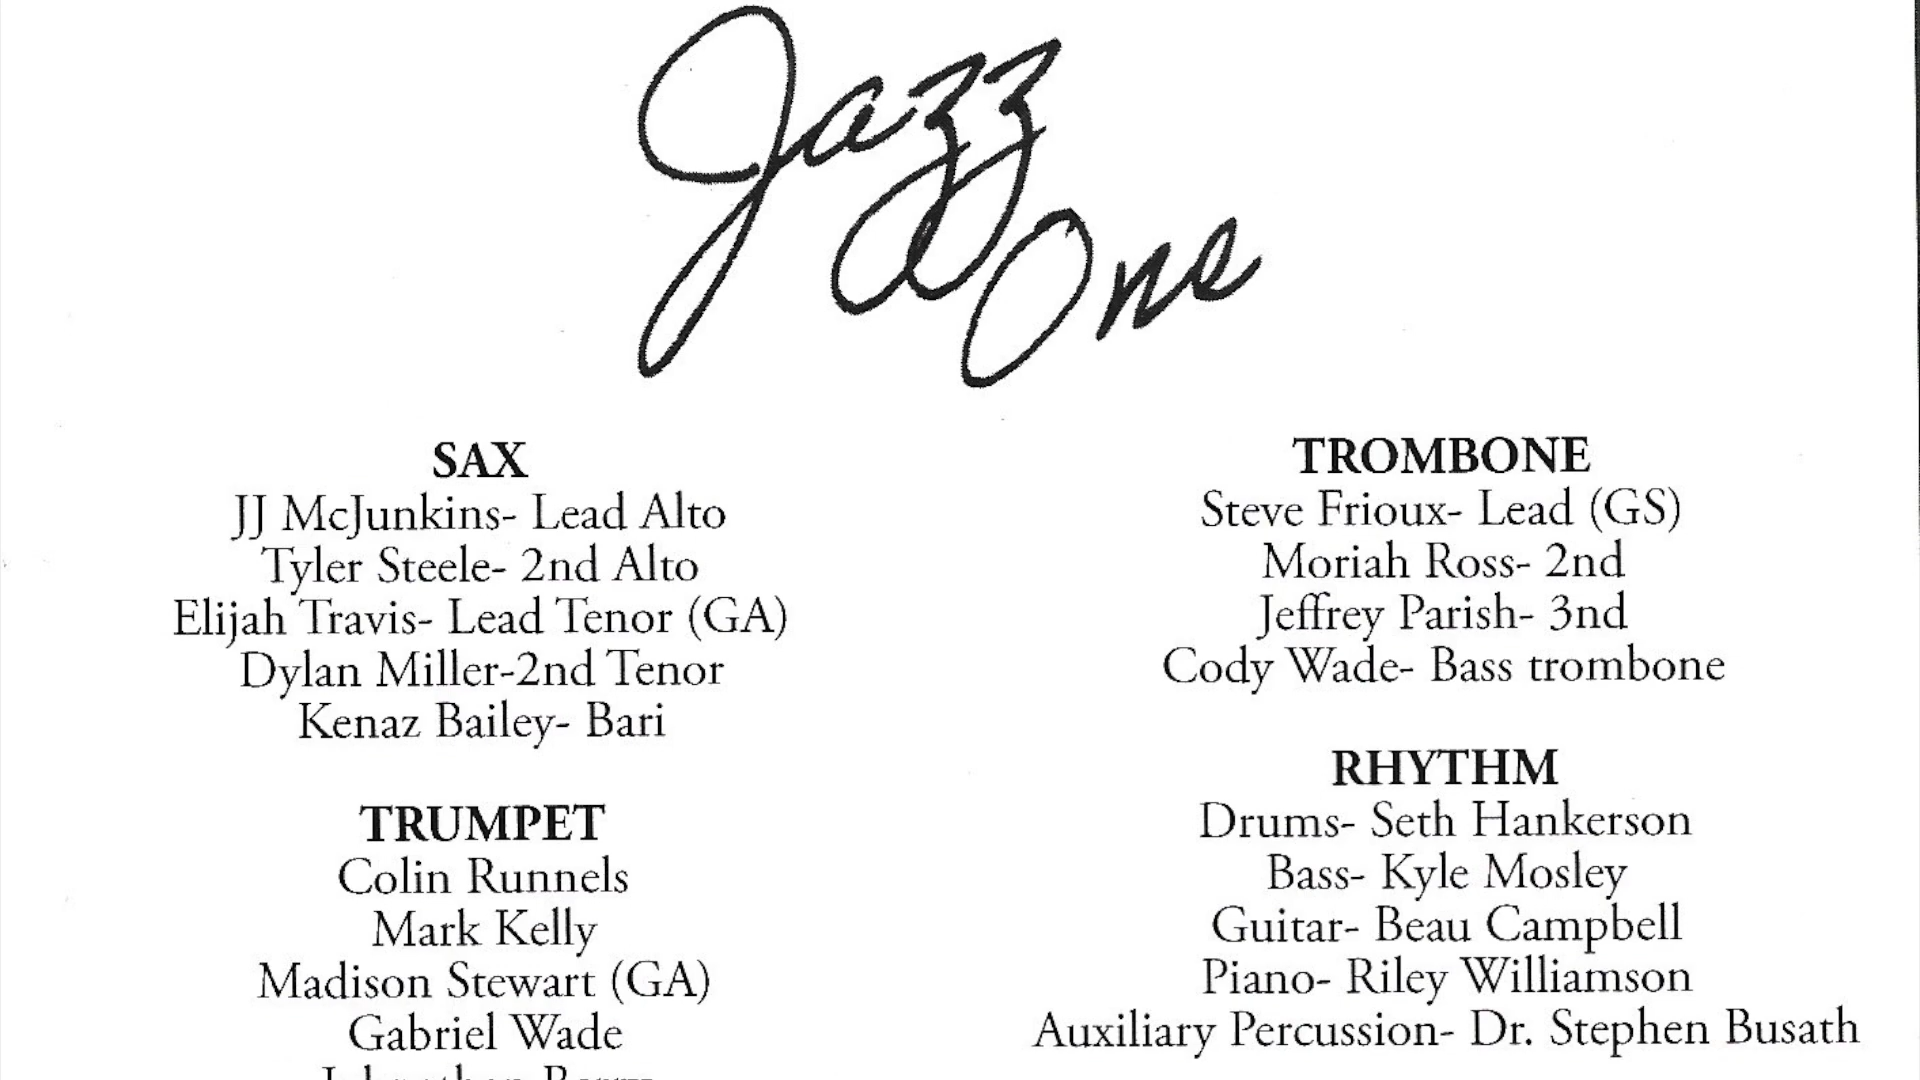 Jazz
One
SAX
JJ McJunkins- Lead Alto
Tyler Steele- 2nd Alto
Elijah Travis- Lead Tenor (GA)
Dylan Miller-2nd Tenor
Kenaz Bailey- Bari
TRUMPET
Colin Runnels
Mark Kelly
Madison Stewart (GA)
Gabriel Wade
TROMBONE
Steve Frioux- Lead (GS)
Moriah Ross- 2nd
Jeffrey Parish- 3nd
Cody Wade- Bass trombone
RHYTHM
Drums- Seth Hankerson
Bass- Kyle Mosley
Guitar- Beau Campbell
Piano- Riley Williamson
Auxiliary Percussion- Dr. Stephen Busath